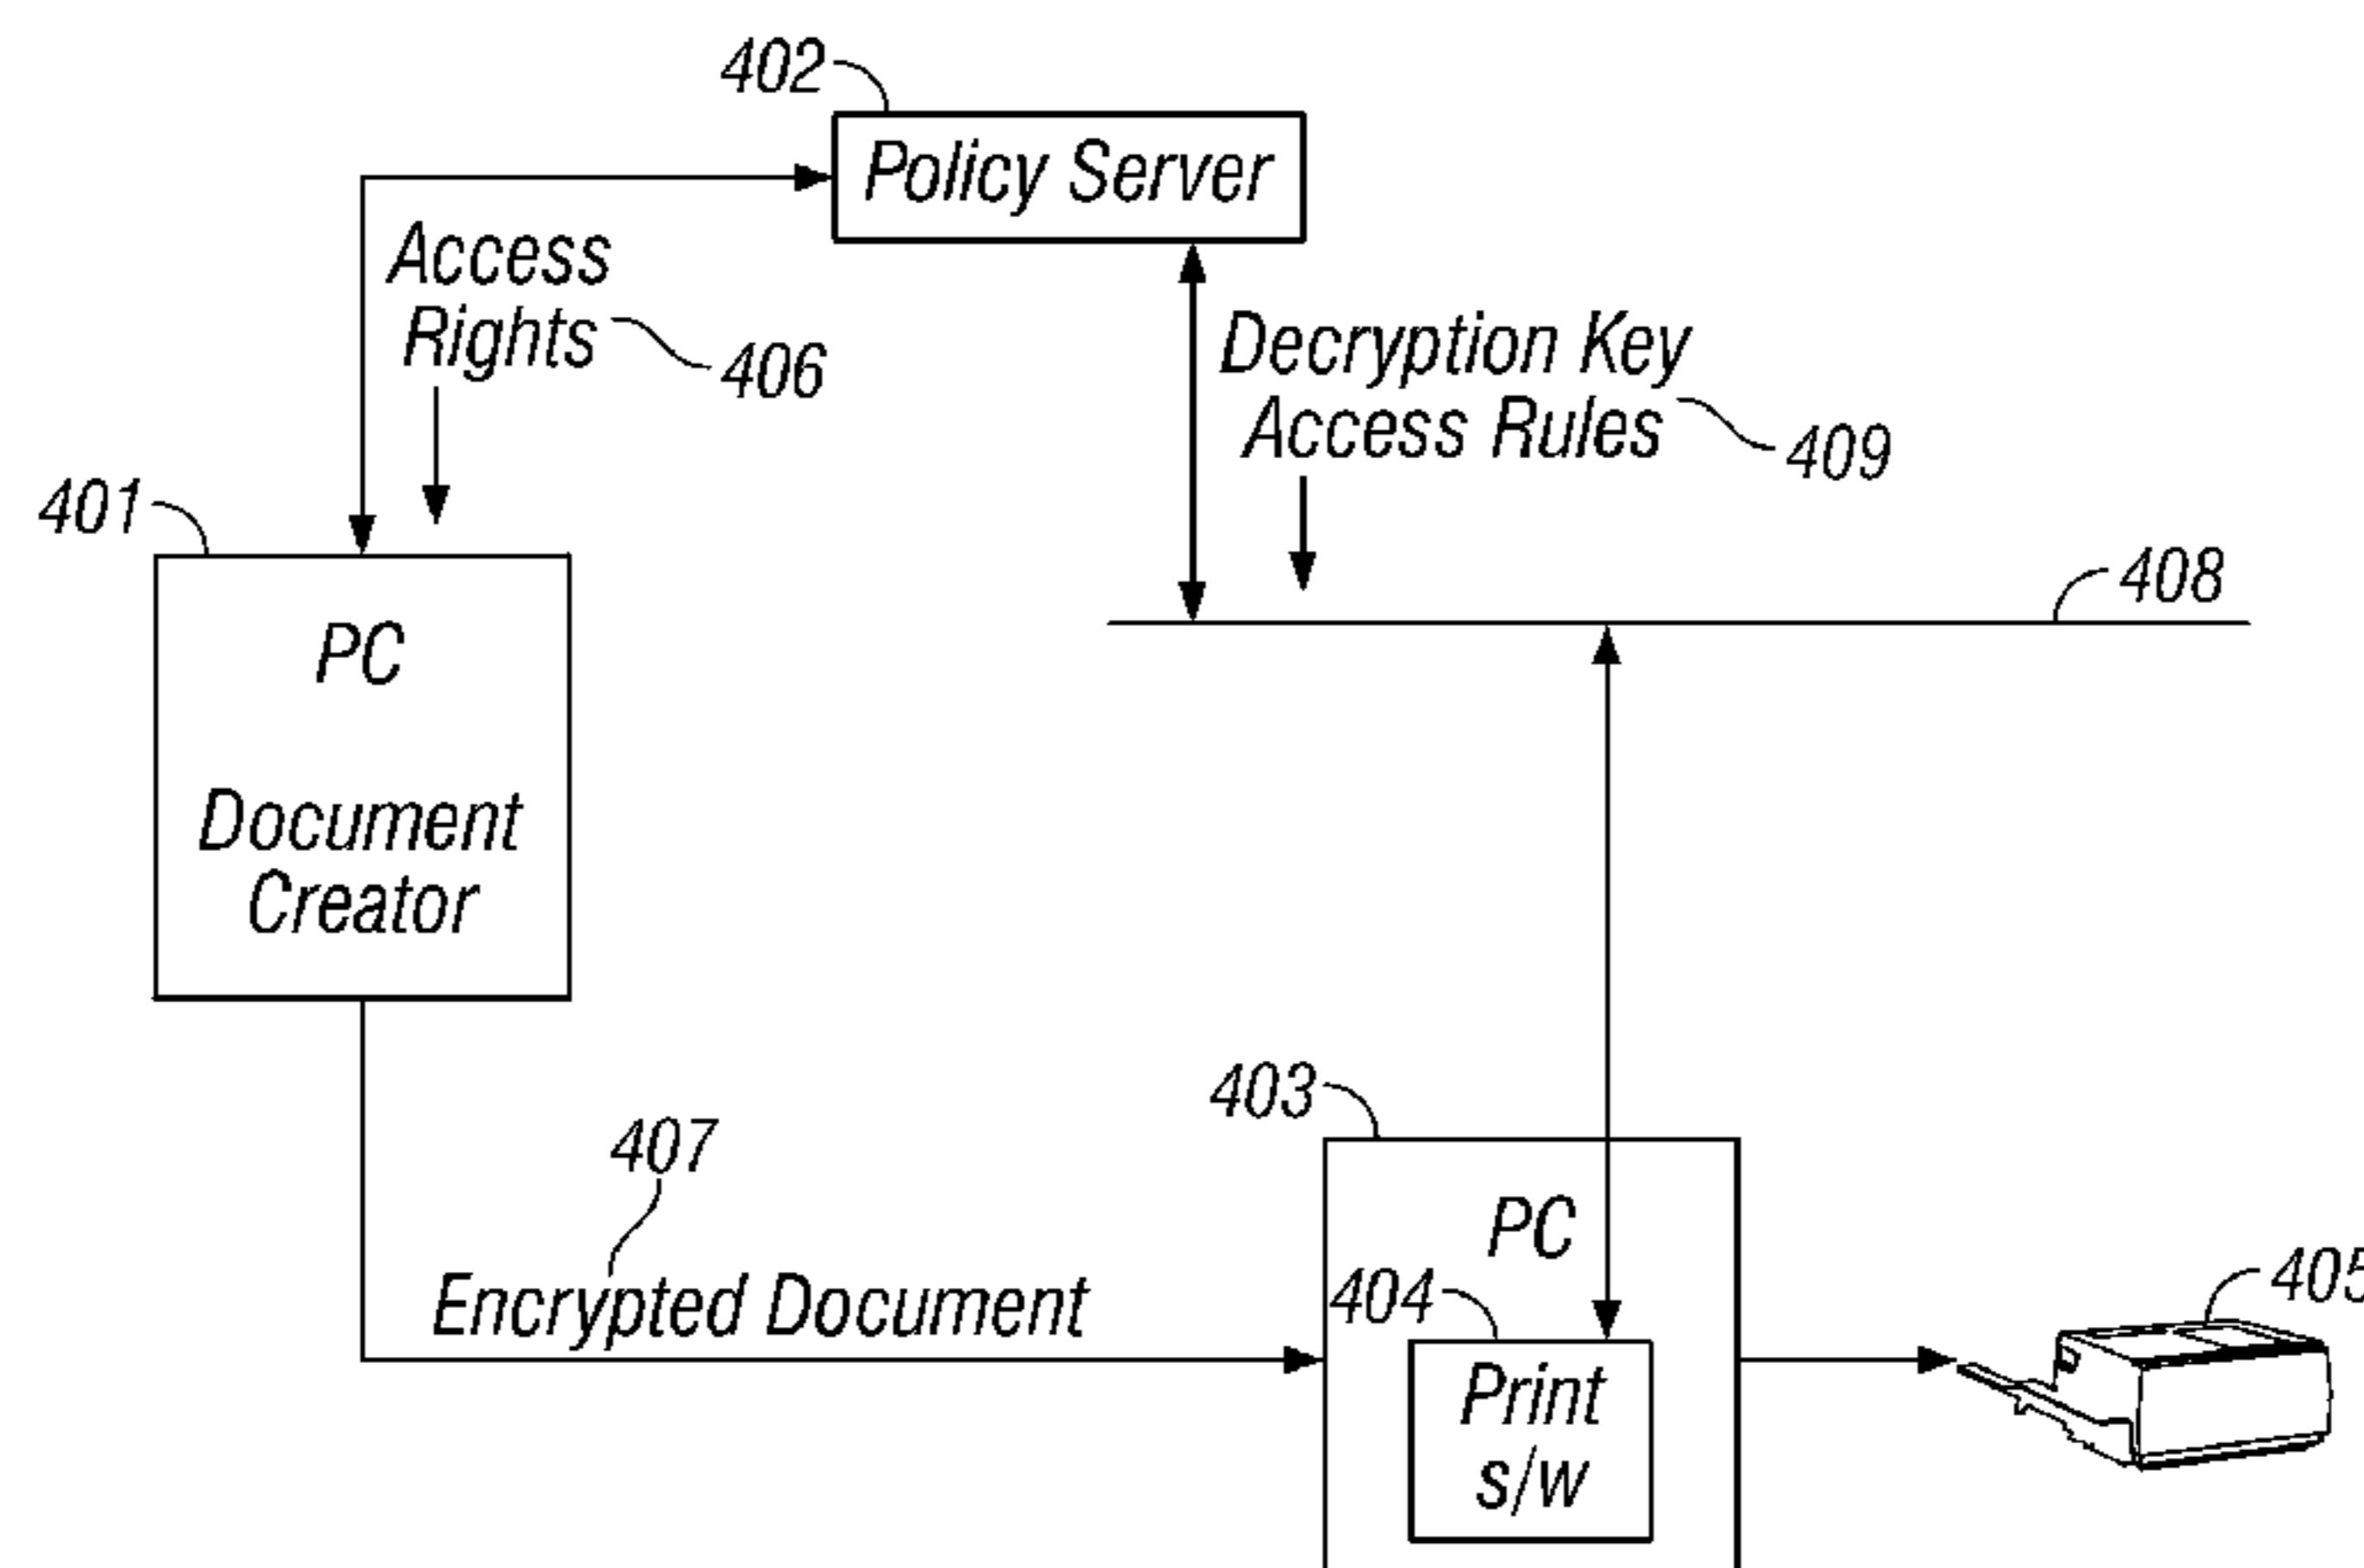 402
Policy Server
Access
Rights
406
Decryption Key
Access Rules
409
401
408
PC
Document
Creator
403
407
PC
404
405
Encrypted Document
Print
s/w